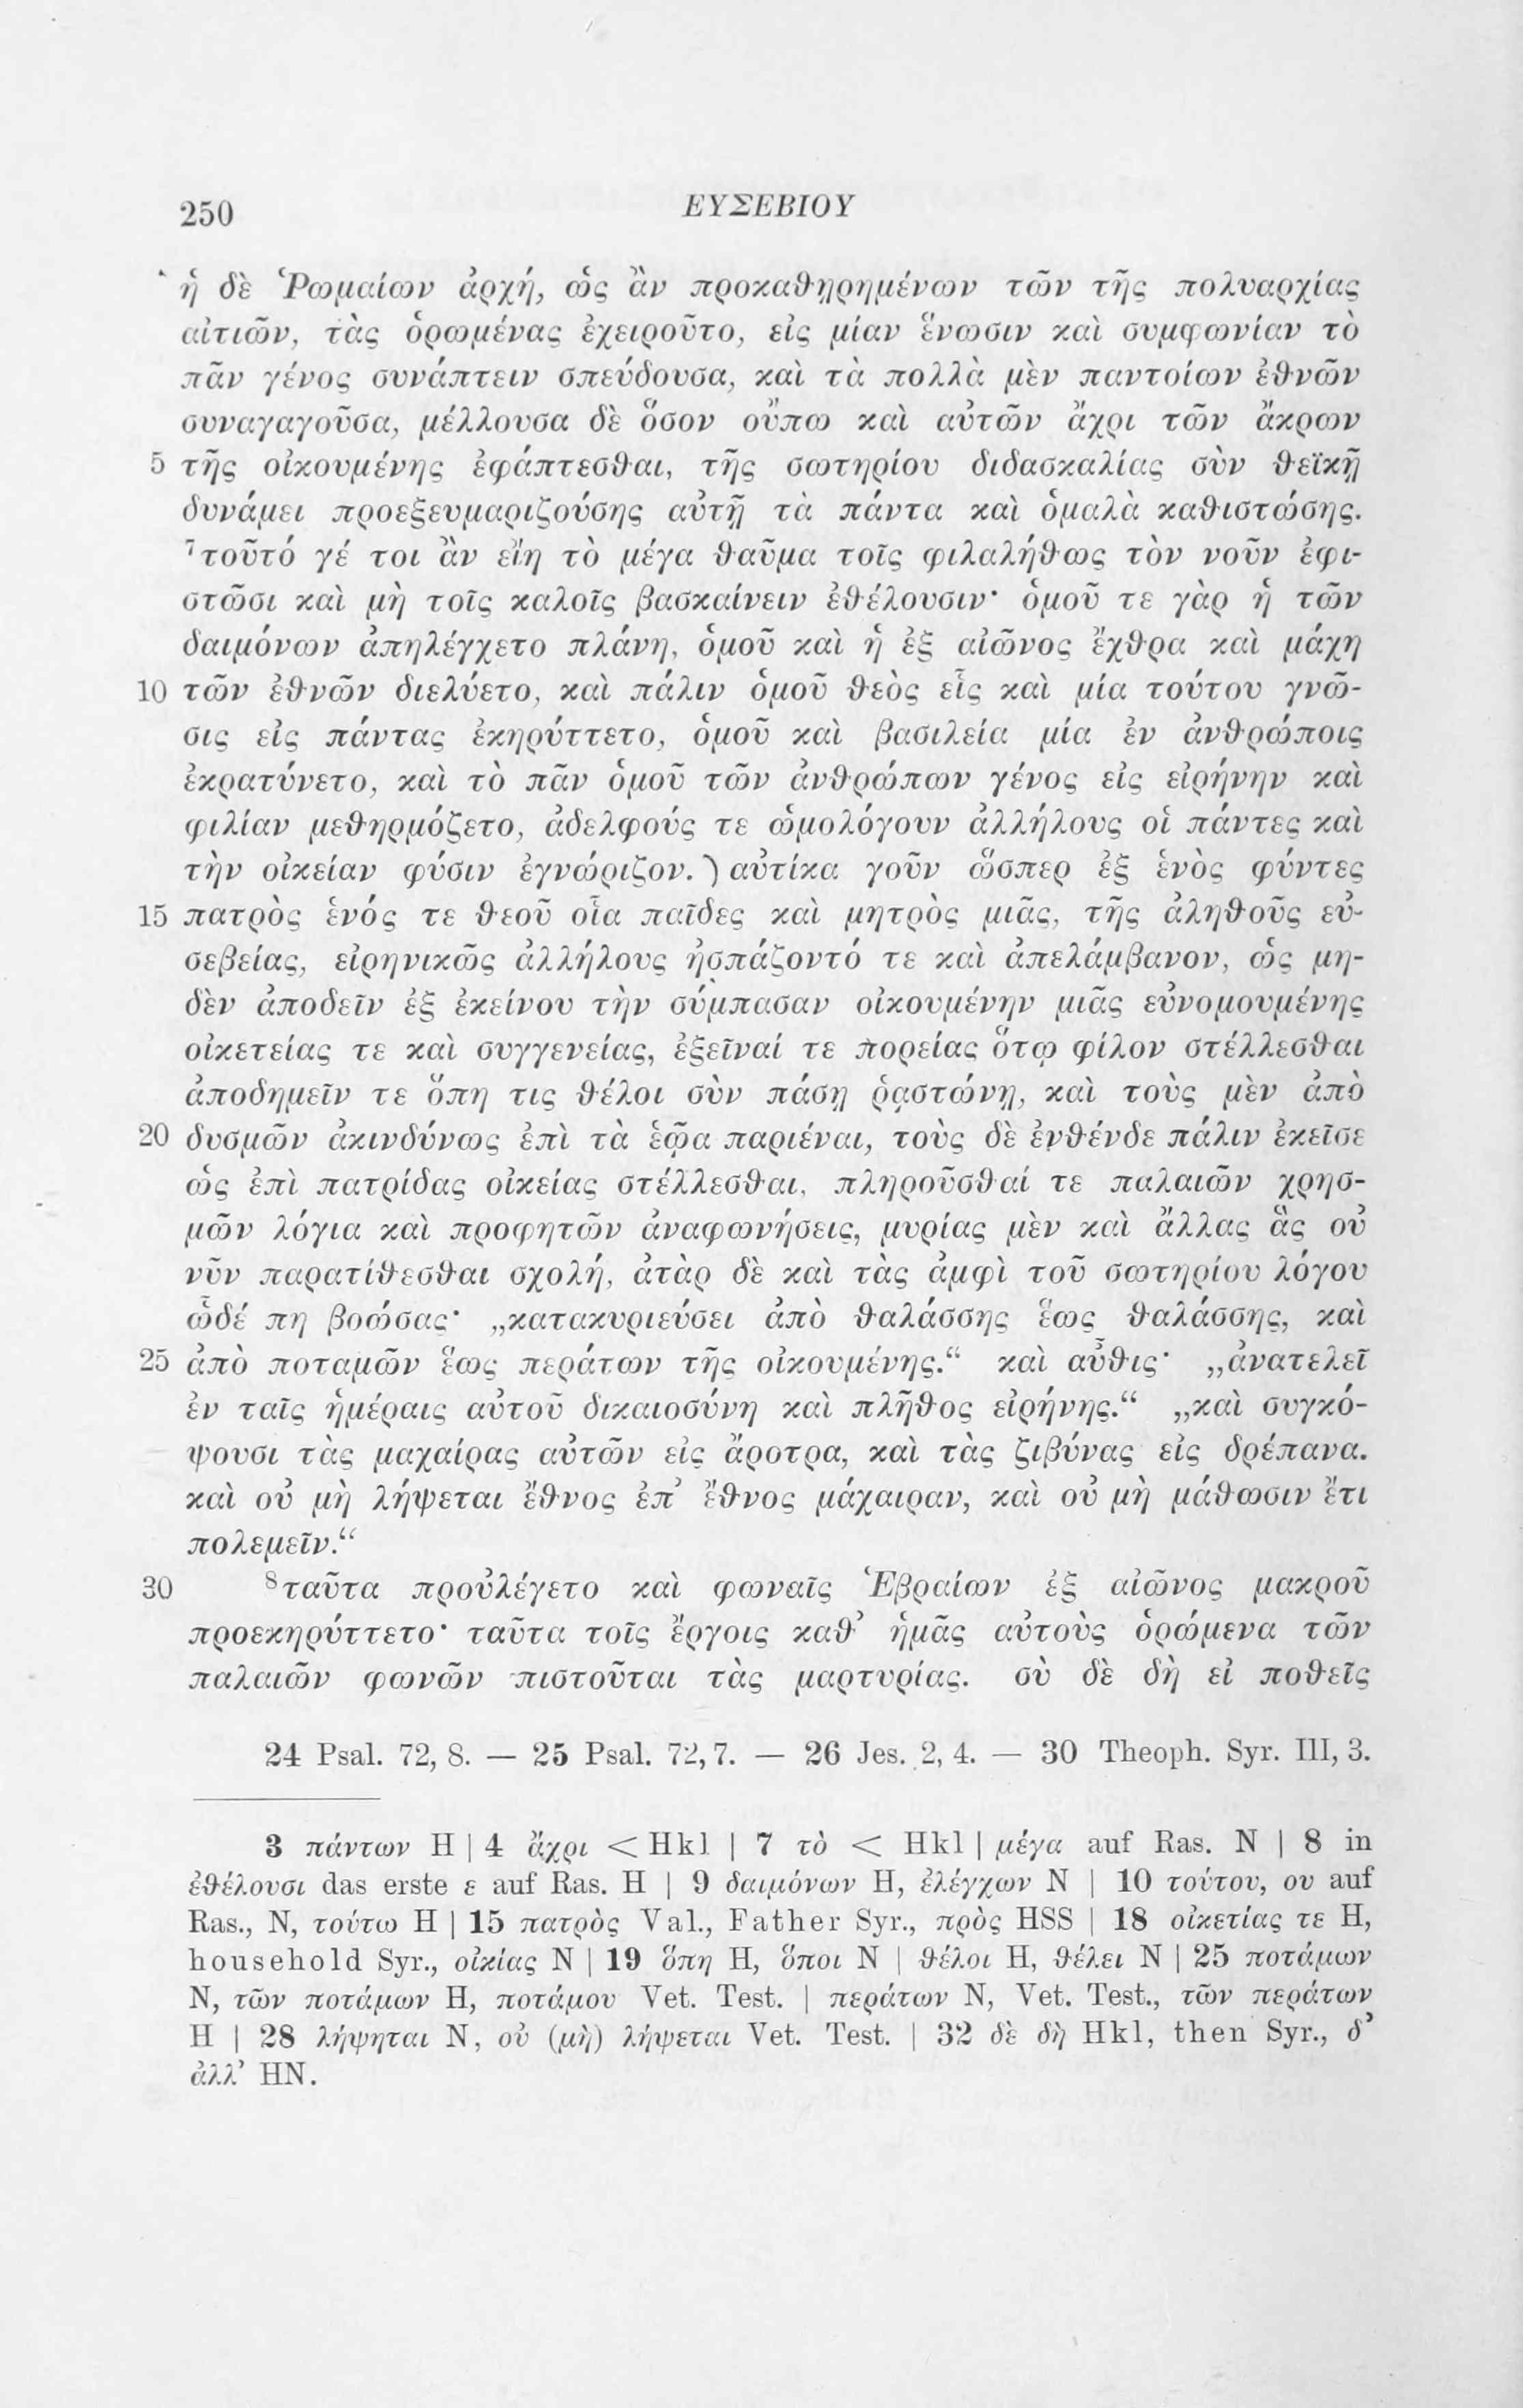 250 ΕΥΣΕΒΙΟΥ
ἡ δὲ Ῥωμαίων ἀρχή, ὡς ἂν προκαθῃρημένων τῶν τῆς πολυαρχίας
αἰτιῶν, τὰς ὁρωμένας ἐχειροῦτο, εἰς μίαν ἕνωσιν καὶ συμφωνίαν τὸ
πᾶν γένος συνάπτειν σπεύδουσα, καὶ τὰ πολλὰ μὲν παντοίων ἐθνῶν
συναγαγοῦσα, μέλλουσα δὲ ὅσον οὔπω καὶ αὐτῶν ἄχρι τῶν ἄκρων
5 τῆς οἰκουμένης ἐφάπτεσθαι, τῆς σωτηρίου διδασκαλίας σὺν θεϊκῇ
δυνάμει προεξευμαριζούσης αὐτῇ τὰ πάντα καὶ ὁμαλὰ καθιστώσης.
7 τοῦτό γέ τοι ἂν εἴη τὸ μέγα θαῦμα τοῖς φιλαλήθως τὸν νοῦν ἐφι-
στῶσι καὶ μὴ τοῖς καλοῖς βασκαίνειν ἐθέλουσιν· ὁμοῦ τε γὰρ ἡ τῶν
δαιμόνων ἀπηλέγχετο πλάνη, ὁμοῦ καὶ ἡ ἐξ αἰῶνος ἔχθρα καὶ μάχη
10 τῶν ἐθνῶν διελύετο, καὶ πάλιν ὁμοῦ θεὸς εἷς καὶ μία τούτου γνῶ-
σις εἰς πάντας ἐκηρύττετο, ὁμοῦ καὶ βασιλεία μία ἐν ἀνθρώποις
ἐκρατύνετο, καὶ τὸ πᾶν ὁμοῦ τῶν ἀνθρώπων γένος εἰς εἰρήνην καὶ
φιλίαν μεθηρμόζετο, ἀδελφούς τε ὡμολόγουν ἀλλήλους οἱ πάντες καὶ
τὴν οἰκείαν φύσιν ἐγνώριζον.) αὐτίκα γοῦν ὥσπερ ἐξ ἑνὸς φύντες
15 πατρὸς ἑνός τε θεοῦ οἷα παῖδες καὶ μητρὸς μιᾶς, τῆς ἀληθοῦς εὐ-
σεβείας, εἰρηνικῶς ἀλλήλους ἠσπάζοντό τε καὶ ἀπελάμβανον, ὡς μη-
δὲν ἀποδεῖν ἐξ ἐκείνου τὴν σύμπασαν οἰκουμένην μιᾶς εὐνομουμένης
οἰκετείας τε καὶ συγγενείας, ἐξεῖναί τε πορείας ὅτῳ φίλον στέλλεσθαι
ἀποδημεῖν τε ὅπη τις θέλοι σὺν πάσῃ ῥᾳστώνῃ, καὶ τοὺς μὲν ἀπὸ
20 δυσμῶν ἀκινδύνως ἐπὶ τὰ ἑῷα παριέναι, τοὺς δὲ ἐνθένδε πάλιν ἐκεῖσε
ὡς ἐπὶ πατρίδας οἰκείας στέλλεσθαι, πληροῦσθαί τε παλαιῶν χρησ-
μῶν λόγια καὶ προφητῶν ἀναφωνήσεις, μυρίας μὲν καὶ ἄλλας ἃς οὐ
νῦν παρατίθεσθαι σχολή, ἀτὰρ δὲ καὶ τὰς ἀμφὶ τοῦ σωτηρίου λόγου
ὧδέ πη βοώσας· „κατακυριεύσει ἀπὸ θαλάσσης ἕως θαλάσσης, καὶ
25 ἀπὸ ποταμῶν ἕως περάτων τῆς οἰκουμένης.“ καὶ αὖθις· „ἀνατελεῖ
ἐν ταῖς ἡμέραις αὐτοῦ δικαιοσύνη καὶ πλῆθος εἰρήνης.“ „καὶ συγκό-
ψουσι τὰς μαχαίρας αὐτῶν εἰς ἄροτρα, καὶ τὰς ζιβύνας εἰς δρέπανα.
καὶ οὐ μὴ λήψεται ἔθνος ἐπ’ ἔθνος μάχαιραν, καὶ οὐ μὴ μάθωσιν ἔτι
πολεμεῖν.“
30 8 ταῦτα προὐλέγετο καὶ φωναῖς Ἑβραίων ἐξ αἰῶνος μακροῦ
προεκηρύττετο· ταῦτα τοῖς ἔργοις καθ’ ἡμᾶς αὐτοὺς ὁρώμενα τῶν
παλαιῶν φωνῶν πιστοῦται τὰς μαρτυρίας. σὺ δὲ δὴ εἰ ποθεῖς
24 Psal. 72, 8. — 25 Psal. 72, 7. — 26 Jes. 2, 4. — 30 Theoph. Syr. III, 3.
3 πάντων H | 4 ἄχρι < Hkl | 7 τὸ < Hkl | μέγα auf Ras. N | 8 in
ἐθέλουσι das erste ε auf Ras. H | 9 δαιμόνων H, ἐλέγχων N | 10 τούτου, ου auf
Ras., N, τούτω H | 15 πατρὸς Val., Father Syr., πρὸς HSS | 18 οἰκετίας τε H,
household Syr., οἰκίας N | 19 ὅπη H, ὅποι N | θέλοι H, θέλει N | 25 ποτάμων
N, τῶν ποτάμων H, ποτάμου Vet. Test. | περάτων N, Vet. Test., τῶν περάτων
H | 28 λήψηται N, οὐ (μὴ) λήψεται Vet. Test. | 32 δὲ δὴ Hkl, then Syr., δ’
ἀλλ’ HN.